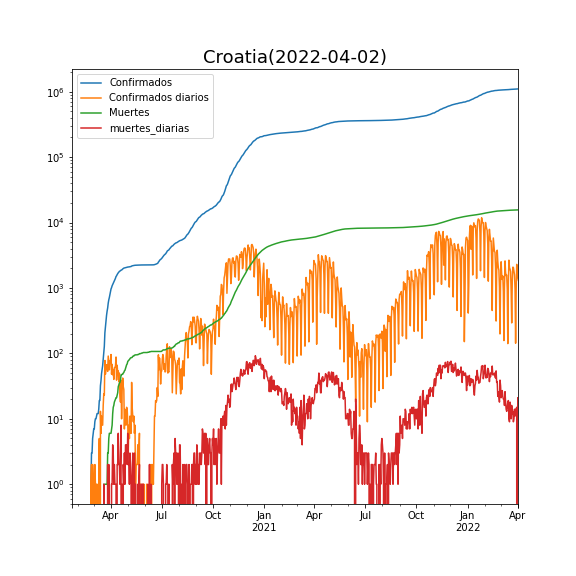 Croatia(2022-04-02)
Confirmados
Confirmados diarios
Muertes
muertes_diarias
10⁶
10⁵
10⁴
10³
10²
10¹
10⁰
Apr Jul Oct Jan Apr Jul Oct Jan Apr
2021 2022